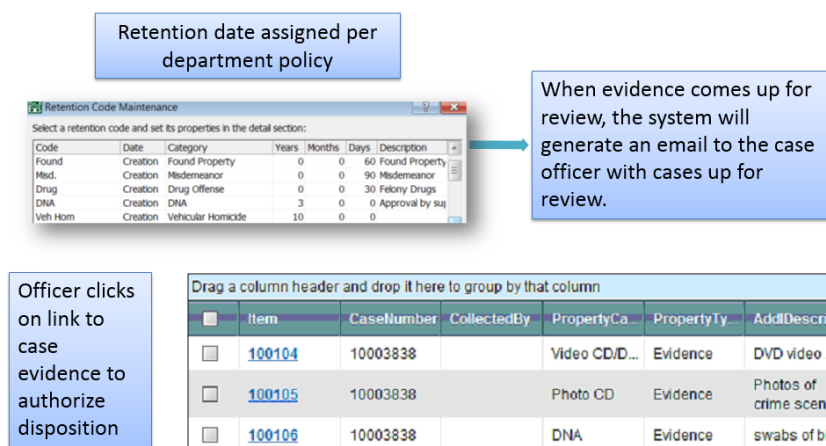 Retention date assigned per
department policy
Retention Code Maintenance
Select a retention code and set its properties in the detail section:
Code Date Category Years Months Days Description
Found Creation Found Property 0 0 60 Found Property
Misd. Creation Misdemeanor 0 0 90 Misdemeanor
Drug Creation Drug Offense 0 0 30 Felony Drugs
DNA Creation DNA 3 0 0 Approval by sup
Veh Hom Creation Vehicular Homicide 10 0 0
When evidence comes up for
review, the system will
generate an email to the case
officer with cases up for
review.
Officer clicks
on link to
case
evidence to
authorize
disposition
Drag a column header and drop it here to group by that column
Item CaseNumber CollectedBy PropertyCa... PropertyTy... AddlDescri
100104 10003838 Video CD/D... Evidence DVD video
100105 10003838 Photo CD Evidence Photos of
crime scen
100106 10003838 DNA Evidence swabs of b